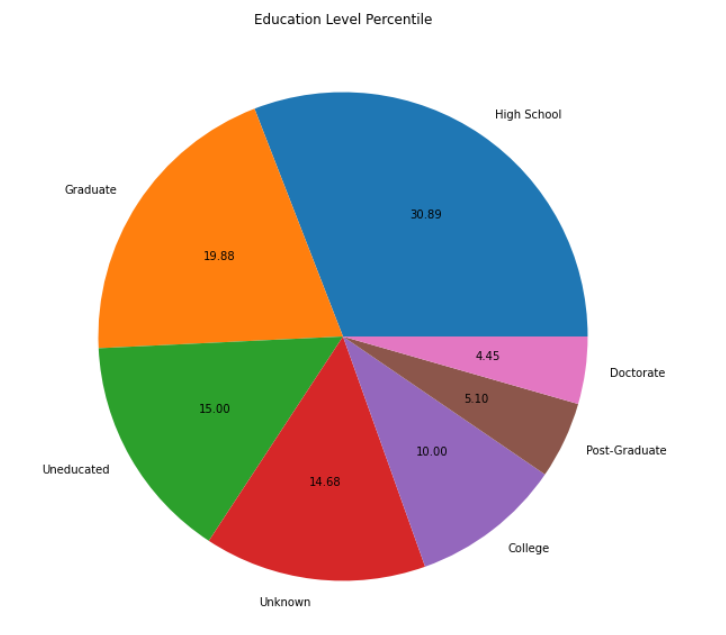 Education Level Percentile
High School
Graduate
30.89
19.88
4.45
Doctorate
5.10
15.00
Post-Graduate
10.00
Uneducated
14.68
College
Unknown